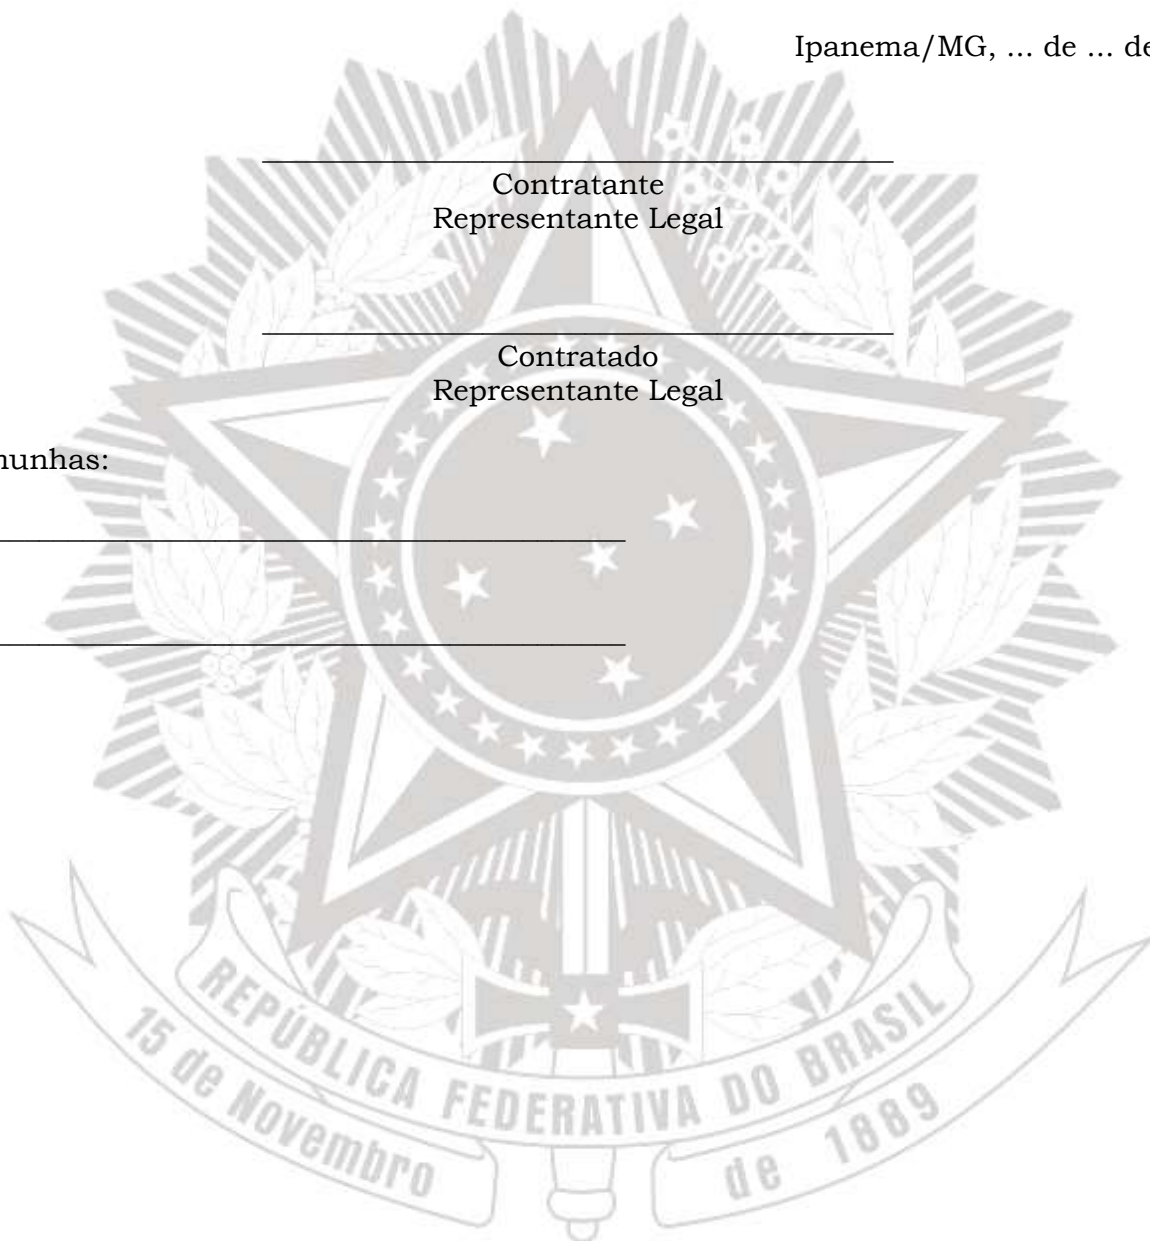 Ipanema/MG, ... de ... de
Contratante
Representante Legal
Contratado
Representante Legal
munhas:
REPÚBLICA FEDERATIVA DO BRASIL
15 de Novembro de 1889